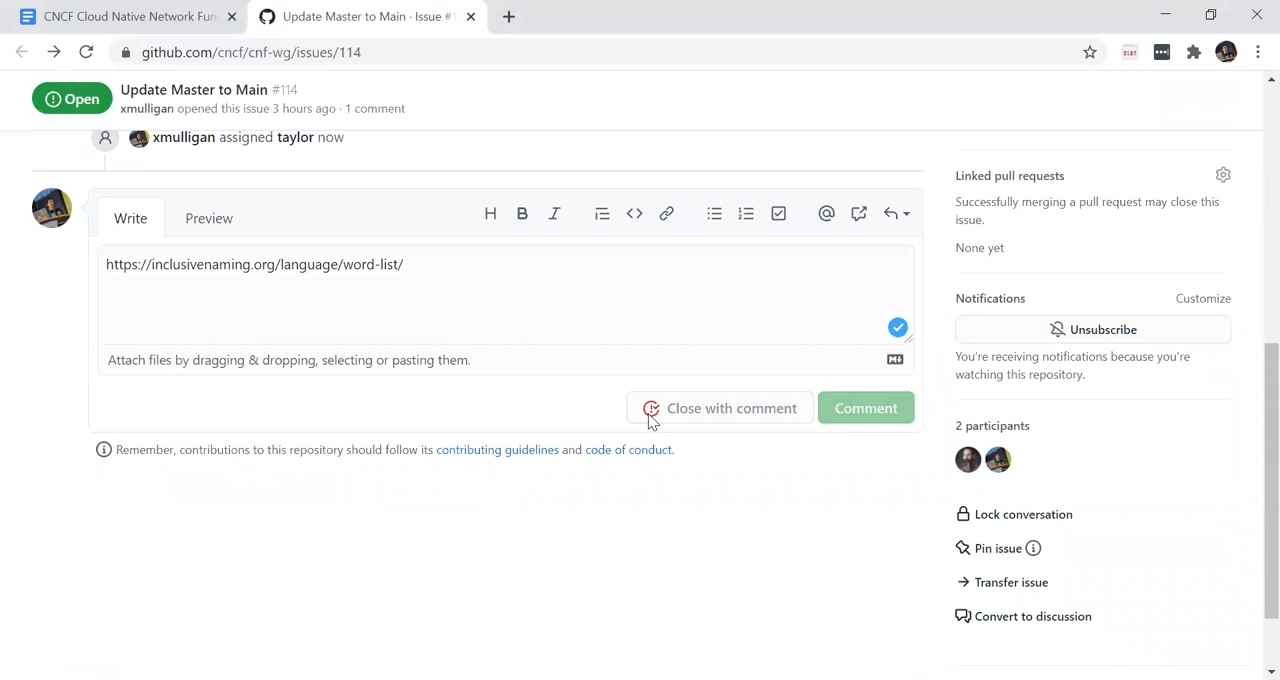 CNCF Cloud Native Network Fun
Update Master to Main · Issue #1
github.com/cncf/cnf-wg/issues/114
Open
Update Master to Main #114
xmulligan opened this issue 3 hours ago · 1 comment
xmulligan assigned taylor now
Write
Preview
https://inclusivenaming.org/language/word-list/
Attach files by dragging & dropping, selecting or pasting them.
Close with comment
Comment
Remember, contributions to this repository should follow its contributing guidelines and code of conduct.
Linked pull requests
Successfully merging a pull request may close this
issue.
None yet
Notifications
Customize
Unsubscribe
You're receiving notifications because you're
watching this repository.
2 participants
Lock conversation
Pin issue
Transfer issue
Convert to discussion